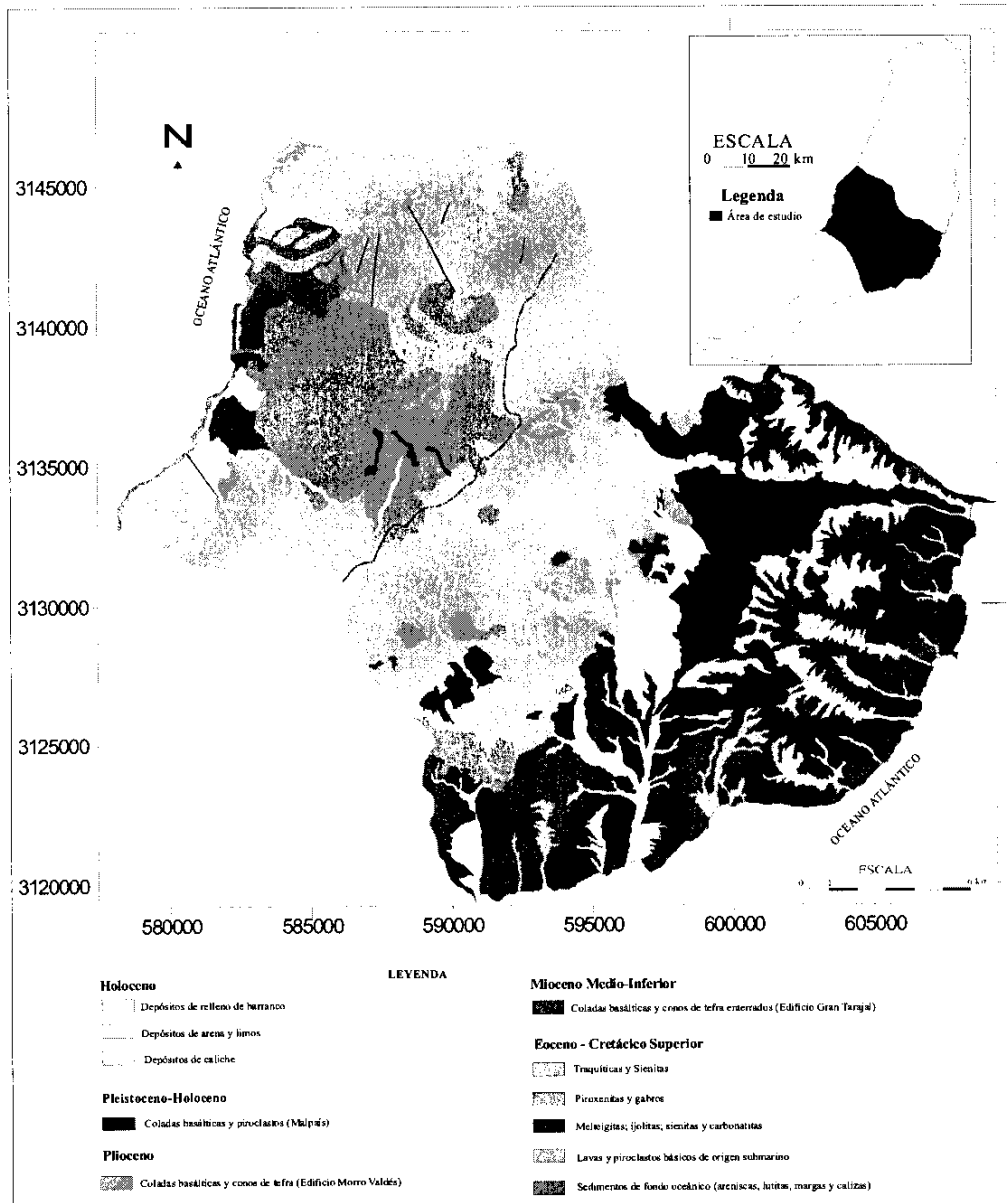 N
ESCALA
0 10 20 km
Legenda
Área de estudio
3145000
OCEANO ATLÁNTICO
3140000
3135000
3130000
3125000
OCEANO ATLÁNTICO
ESCALA
3120000
580000 585000 590000 595000 600000 605000
LEYENDA
Holoceno
Depósitos de relleno de barranco
Depósitos de arena y limos
Depósitos de caliche
Pleistoceno-Holoceno
Coladas basálticas y piroclastos (Malpaís)
Plioceno
Coladas basálticas y conos de tefra (Edificio Morro Valdés)
Mioceno Medio-Inferior
Coladas basálticas y conos de tefra enterrados (Edificio Gran Tarajal)
Eoceno - Cretácico Superior
Traquíticas y Sienitas
Piroxenitas y gabros
Melteigitas; ijolitas; sienitas y carbonatitas
Lavas y piroclastos básicos de origen submarino
Sedimentos de fondo oceánico (areniscas, lutitas, margas y calizas)